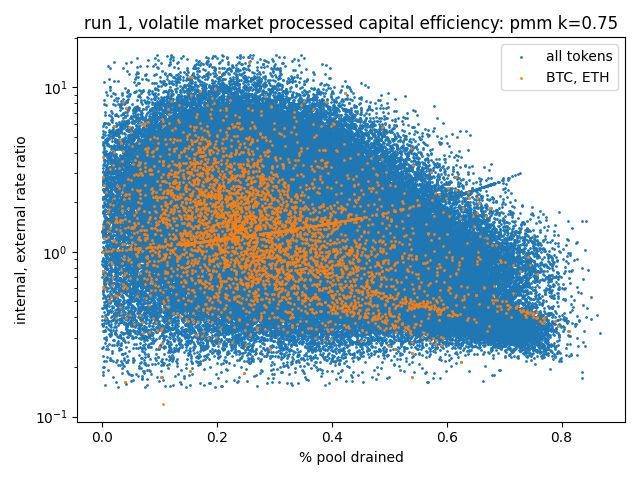 run 1, volatile market processed capital efficiency: pmm k=0.75
all tokens
BTC, ETH
internal, external rate ratio
10¹
10⁰
10⁻¹
0.0 0.2 0.4 0.6 0.8
% pool drained